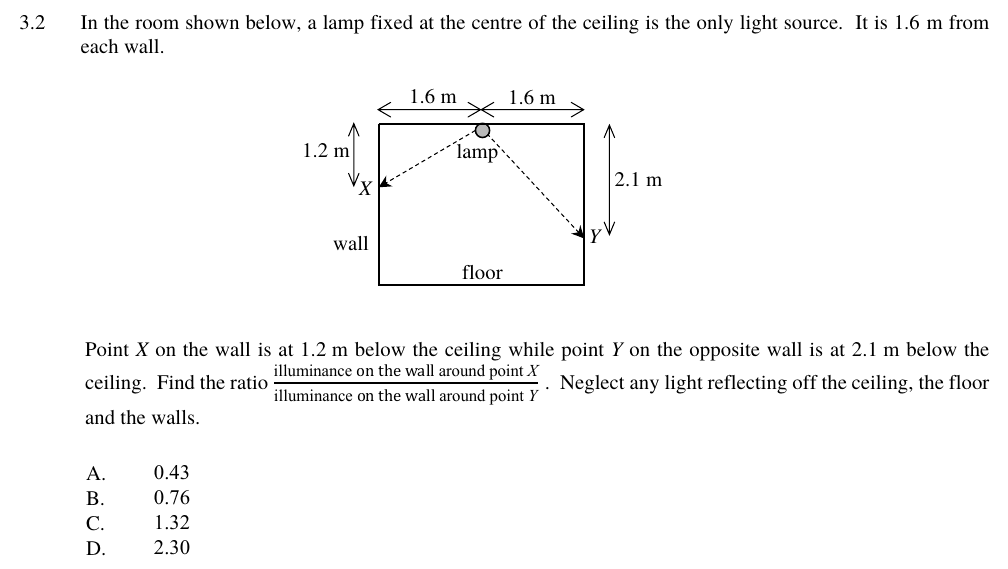 3.2 In the room shown below, a lamp fixed at the centre of the ceiling is the only light source. It is 1.6 m from
each wall.
1.6 m 1.6 m
1.2 m lamp
X 2.1 m
Y
wall
floor
Point X on the wall is at 1.2 m below the ceiling while point Y on the opposite wall is at 2.1 m below the
ceiling. Find the ratio illuminance on the wall around point X / illuminance on the wall around point Y . Neglect any light reflecting off the ceiling, the floor
and the walls.
A. 0.43
B. 0.76
C. 1.32
D. 2.30